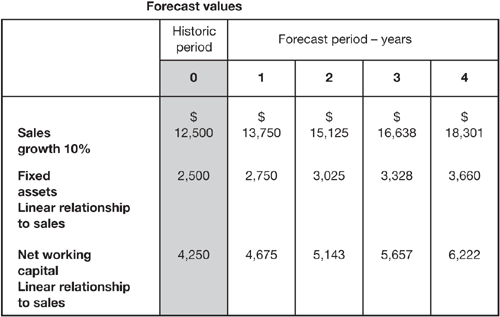 Forecast values
Historic period Forecast period – years
0 1 2 3 4
$ $ $ $ $
Sales 12,500 13,750 15,125 16,638 18,301
growth 10%
Fixed 2,500 2,750 3,025 3,328 3,660
assets
Linear relationship
to sales
Net working 4,250 4,675 5,143 5,657 6,222
capital
Linear relationship
to sales